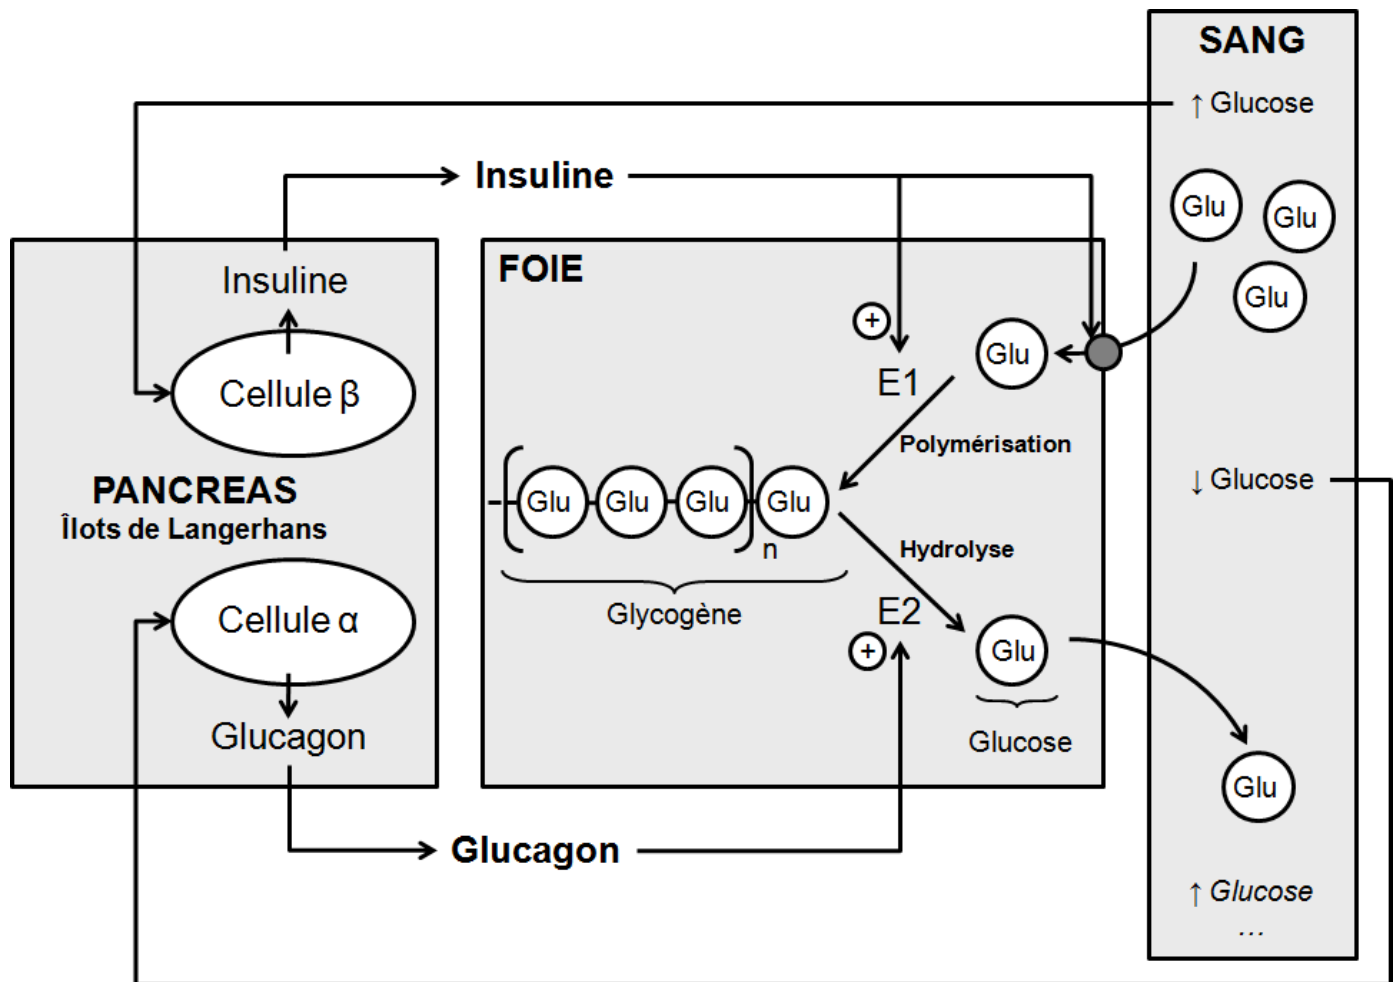 SANG
↑ Glucose
Insuline
Glu
Glu
Glu
FOIE
Insuline
+
Glu
Cellule β
E1
Polymérisation
PANCREAS
Îlots de Langerhans
Glu
Glu
Glu
Glu
n
↓ Glucose
Hydrolyse
Glycogène
Cellule α
E2
+
Glu
Glucagon
Glucose
Glu
Glucagon
↑ Glucose
...